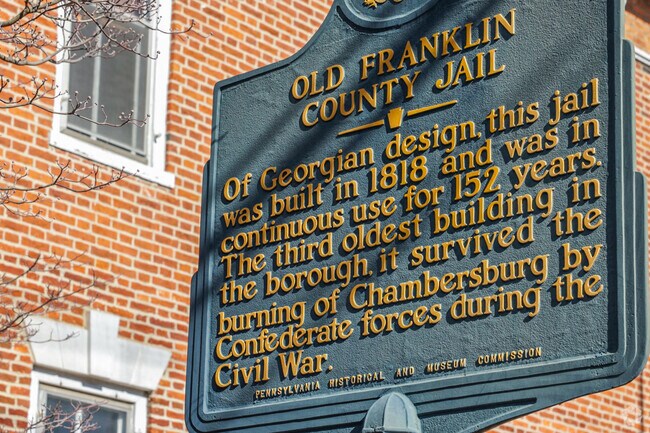 OLD FRANKLIN
COUNTY JAIL
Of Georgian design, this jail
was built in 1818 and was in
continuous use for 152 years.
The third oldest building in
the borough, it survived the
burning of Chambersburg by
Confederate forces during the
Civil War.
PENNSYLVANIA HISTORICAL AND MUSEUM COMMISSION